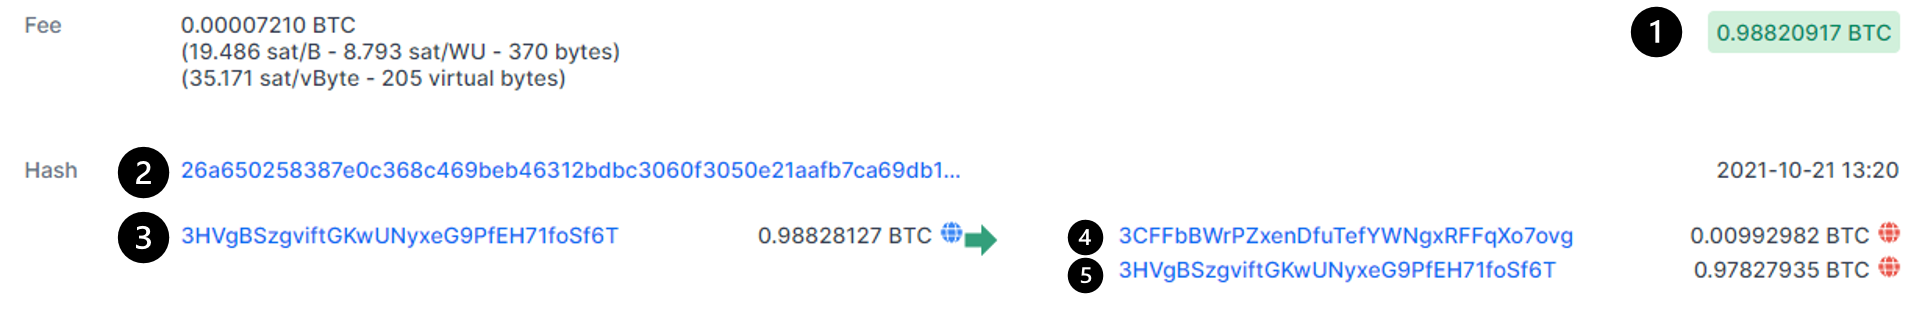 Fee 0.00007210 BTC 1 0.98820917 BTC
(19.486 sat/B - 8.793 sat/WU - 370 bytes)
(35.171 sat/vByte - 205 virtual bytes)
Hash 2 26a650258387e0c368c469beb46312bdbc3060f3050e21aafb7ca69db1... 2021-10-21 13:20
3 3HVgBSzgviftGKwUNyxeG9PfEH71foSf6T 0.98828127 BTC 4 3CFFbBWrPZxenDfuTefYWNgxRFFqXo7ovg 0.00992982 BTC
5 3HVgBSzgviftGKwUNyxeG9PfEH71foSf6T 0.97827935 BTC